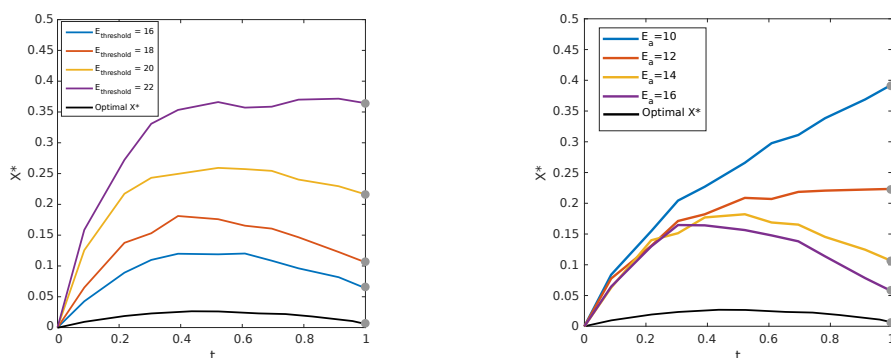 0.5
0.45
0.4
0.35
0.3
0.25
0.2
0.15
0.1
0.05
0
X*
E_threshold = 16
E_threshold = 18
E_threshold = 20
E_threshold = 22
Optimal X*
0 0.2 0.4 0.6 0.8 1
t
0.5
0.45
0.4
0.35
0.3
0.25
0.2
0.15
0.1
0.05
0
X*
E_a=10
E_a=12
E_a=14
E_a=16
Optimal X*
0 0.2 0.4 0.6 0.8 1
t